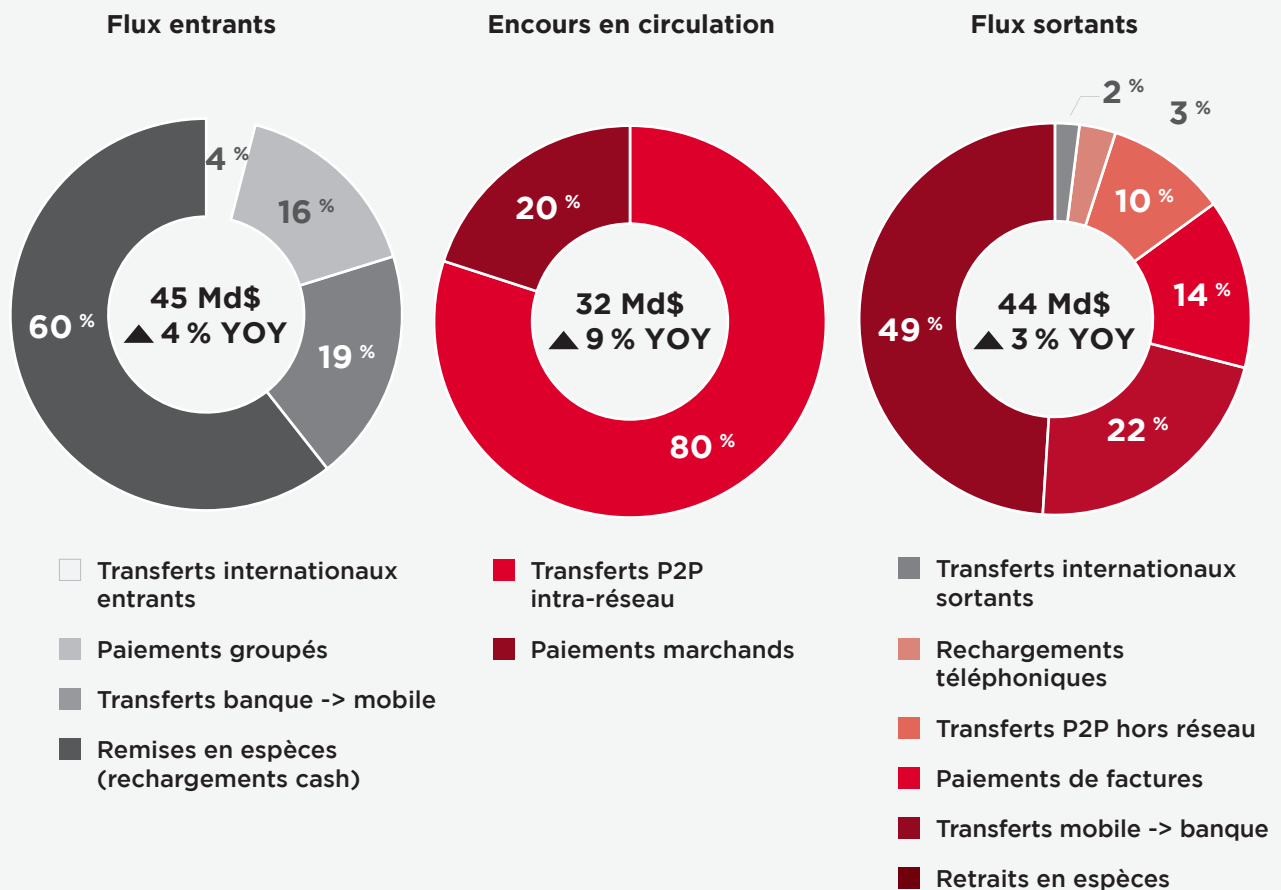 Flux entrants
4 %
16 %
60 %
19 %
45 Md$
▲ 4 % YOY
Transferts internationaux
entrants
Paiements groupés
Transferts banque -> mobile
Remises en espèces
(rechargements cash)
Encours en circulation
20 %
80 %
32 Md$
▲ 9 % YOY
Transferts P2P
intra-réseau
Paiements marchands
Flux sortants
2 %
3 %
10 %
14 %
49 %
22 %
44 Md$
▲ 3 % YOY
Transferts internationaux
sortants
Rechargements
téléphoniques
Transferts P2P hors réseau
Paiements de factures
Transferts mobile -> banque
Retraits en espèces